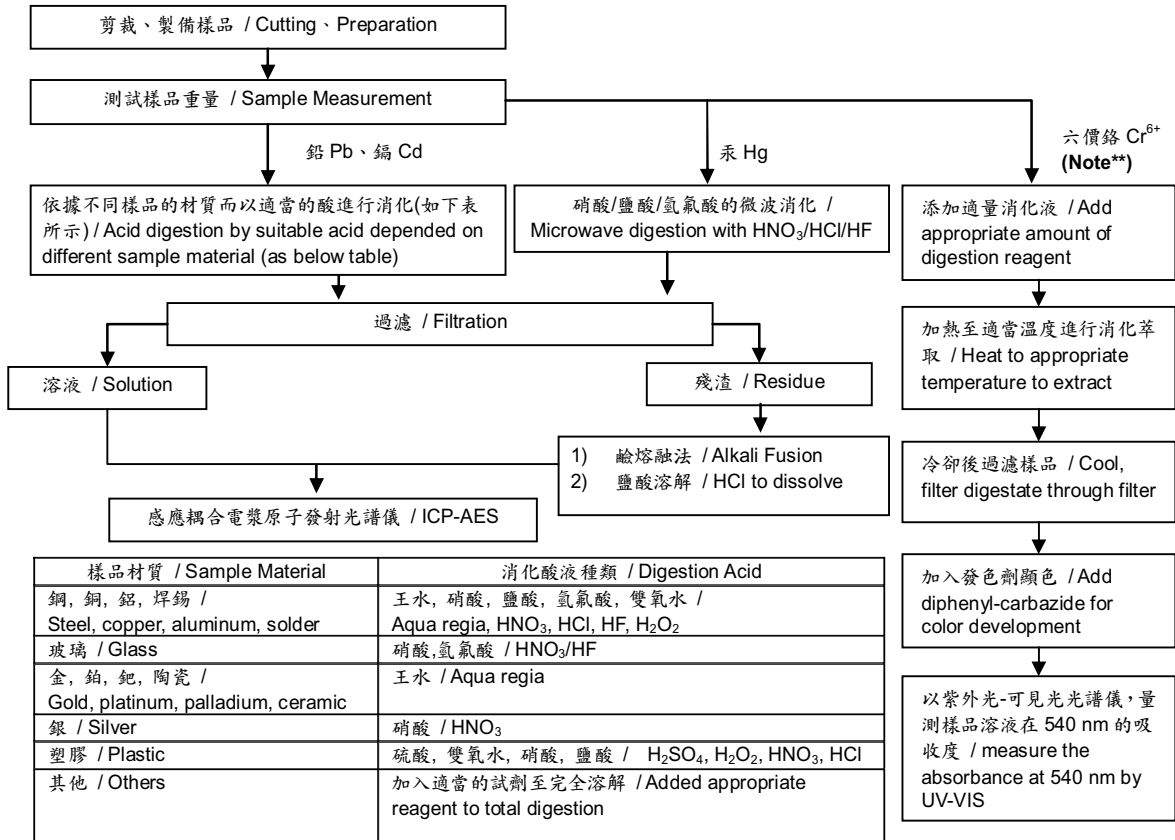 剪裁、製備樣品 / Cutting、Preparation
測試樣品重量 / Sample Measurement
鉛 Pb、鎘 Cd
汞 Hg
六價鉻 Cr⁶⁺
(Note**)
依據不同樣品的材質而以適當的酸進行消化(如下表
所示) / Acid digestion by suitable acid depended on
different sample material (as below table)
硝酸/鹽酸/氫氟酸的微波消化 /
Microwave digestion with HNO₃/HCl/HF
過濾 / Filtration
溶液 / Solution
殘渣 / Residue
1) 鹼熔融法 / Alkali Fusion
2) 鹽酸溶解 / HCl to dissolve
感應耦合電漿原子發射光譜儀 / ICP-AES
添加適量消化液 / Add
appropriate amount of
digestion reagent
加熱至適當溫度進行消化萃
取 / Heat to appropriate
temperature to extract
冷卻後過濾樣品 / Cool,
filter digestate through filter
加入發色劑顯色 / Add
diphenyl-carbazide for
color development
以紫外光-可見光光譜儀，量
測樣品溶液在 540 nm 的吸
收度 / measure the
absorbance at 540 nm by
UV-VIS
樣品材質 / Sample Material
消化酸液種類 / Digestion Acid
鋼, 銅, 鋁, 焊錫 /
Steel, copper, aluminum, solder
王水, 硝酸, 鹽酸, 氫氟酸, 雙氧水 /
Aqua regia, HNO₃, HCl, HF, H₂O₂
玻璃 / Glass
硝酸,氫氟酸 / HNO₃/HF
金, 鉑, 鈀, 陶瓷 /
Gold, platinum, palladium, ceramic
王水 / Aqua regia
銀 / Silver
硝酸 / HNO₃
塑膠 / Plastic
硫酸, 雙氧水, 硝酸, 鹽酸 / H₂SO₄, H₂O₂, HNO₃, HCl
其他 / Others
加入適當的試劑至完全溶解 / Added appropriate
reagent to total digestion